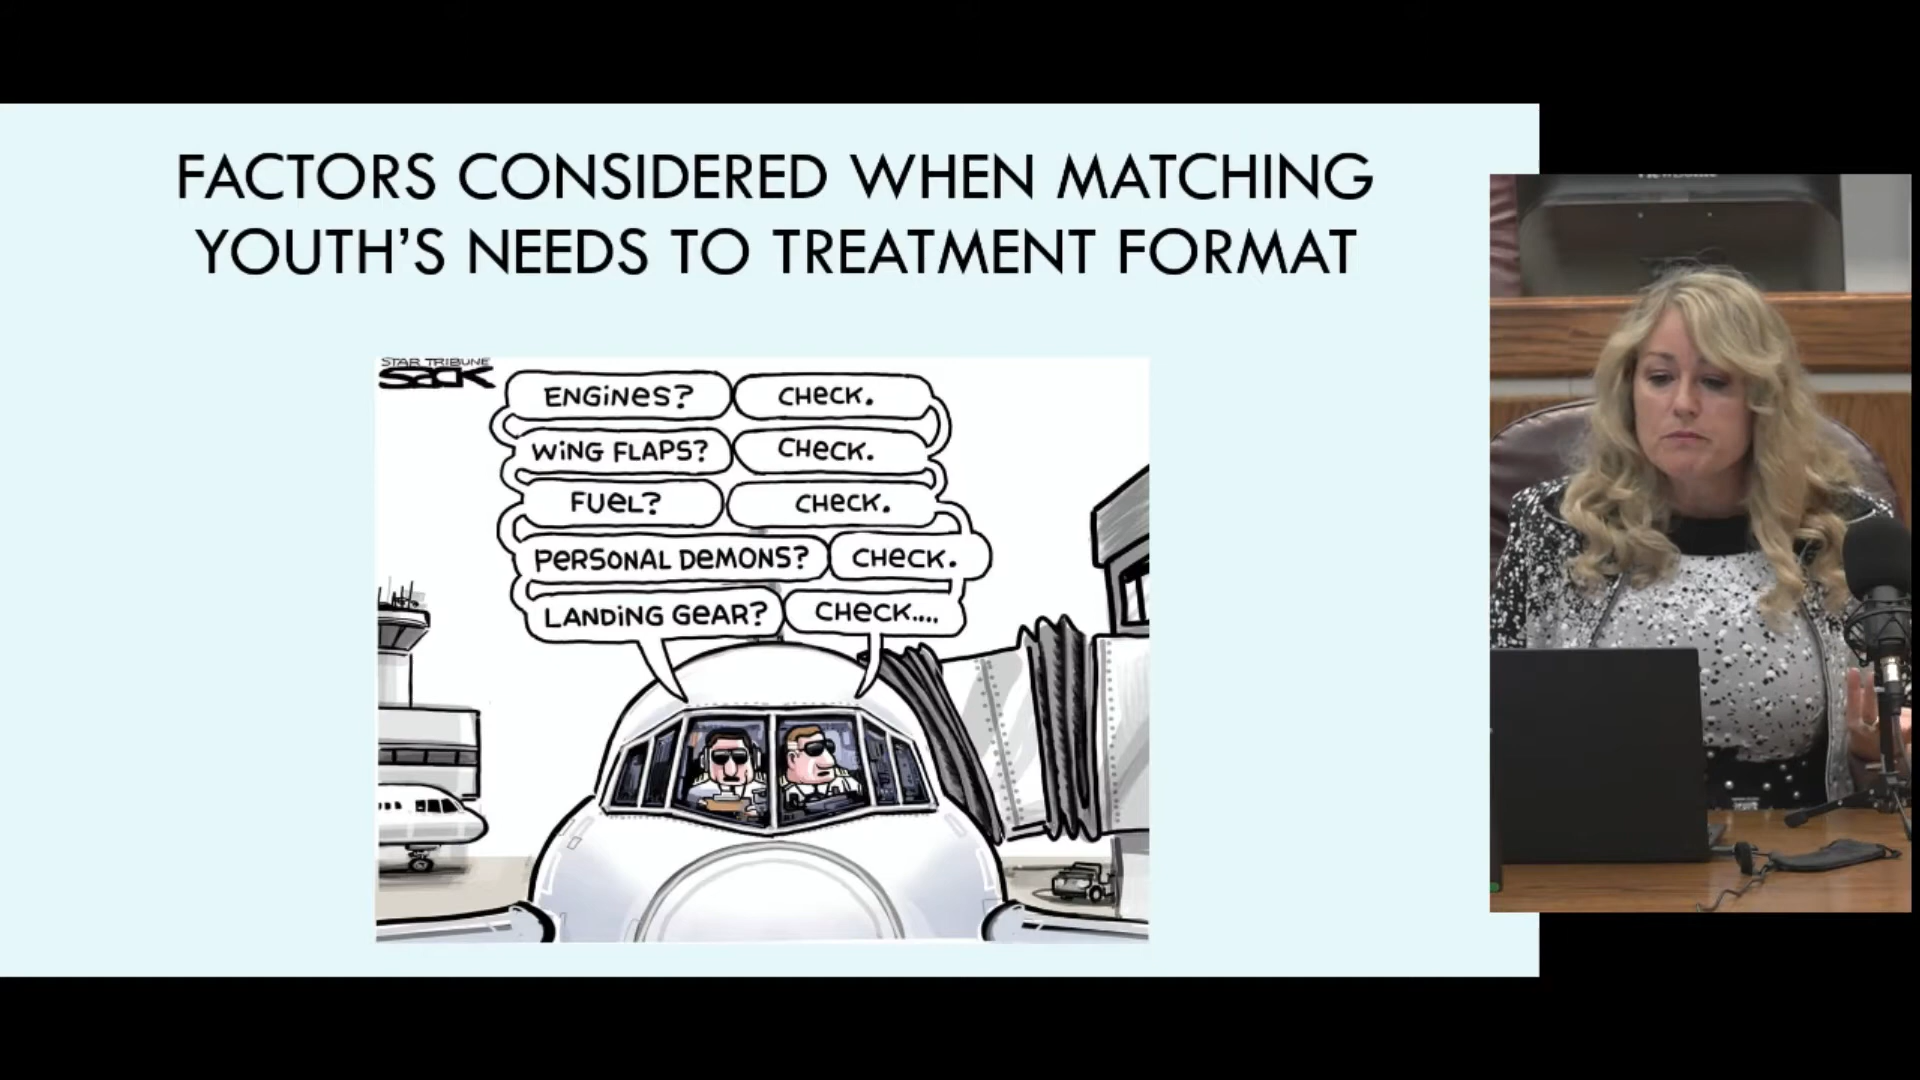 FACTORS CONSIDERED WHEN MATCHING
YOUTH’S NEEDS TO TREATMENT FORMAT
STAR TRIBUNE
SACK
ENGINES? CHECK.
WING FLAPS? CHECK.
FUEL? CHECK.
PERSONAL DEMONS? CHECK.
LANDING GEAR? CHECK....